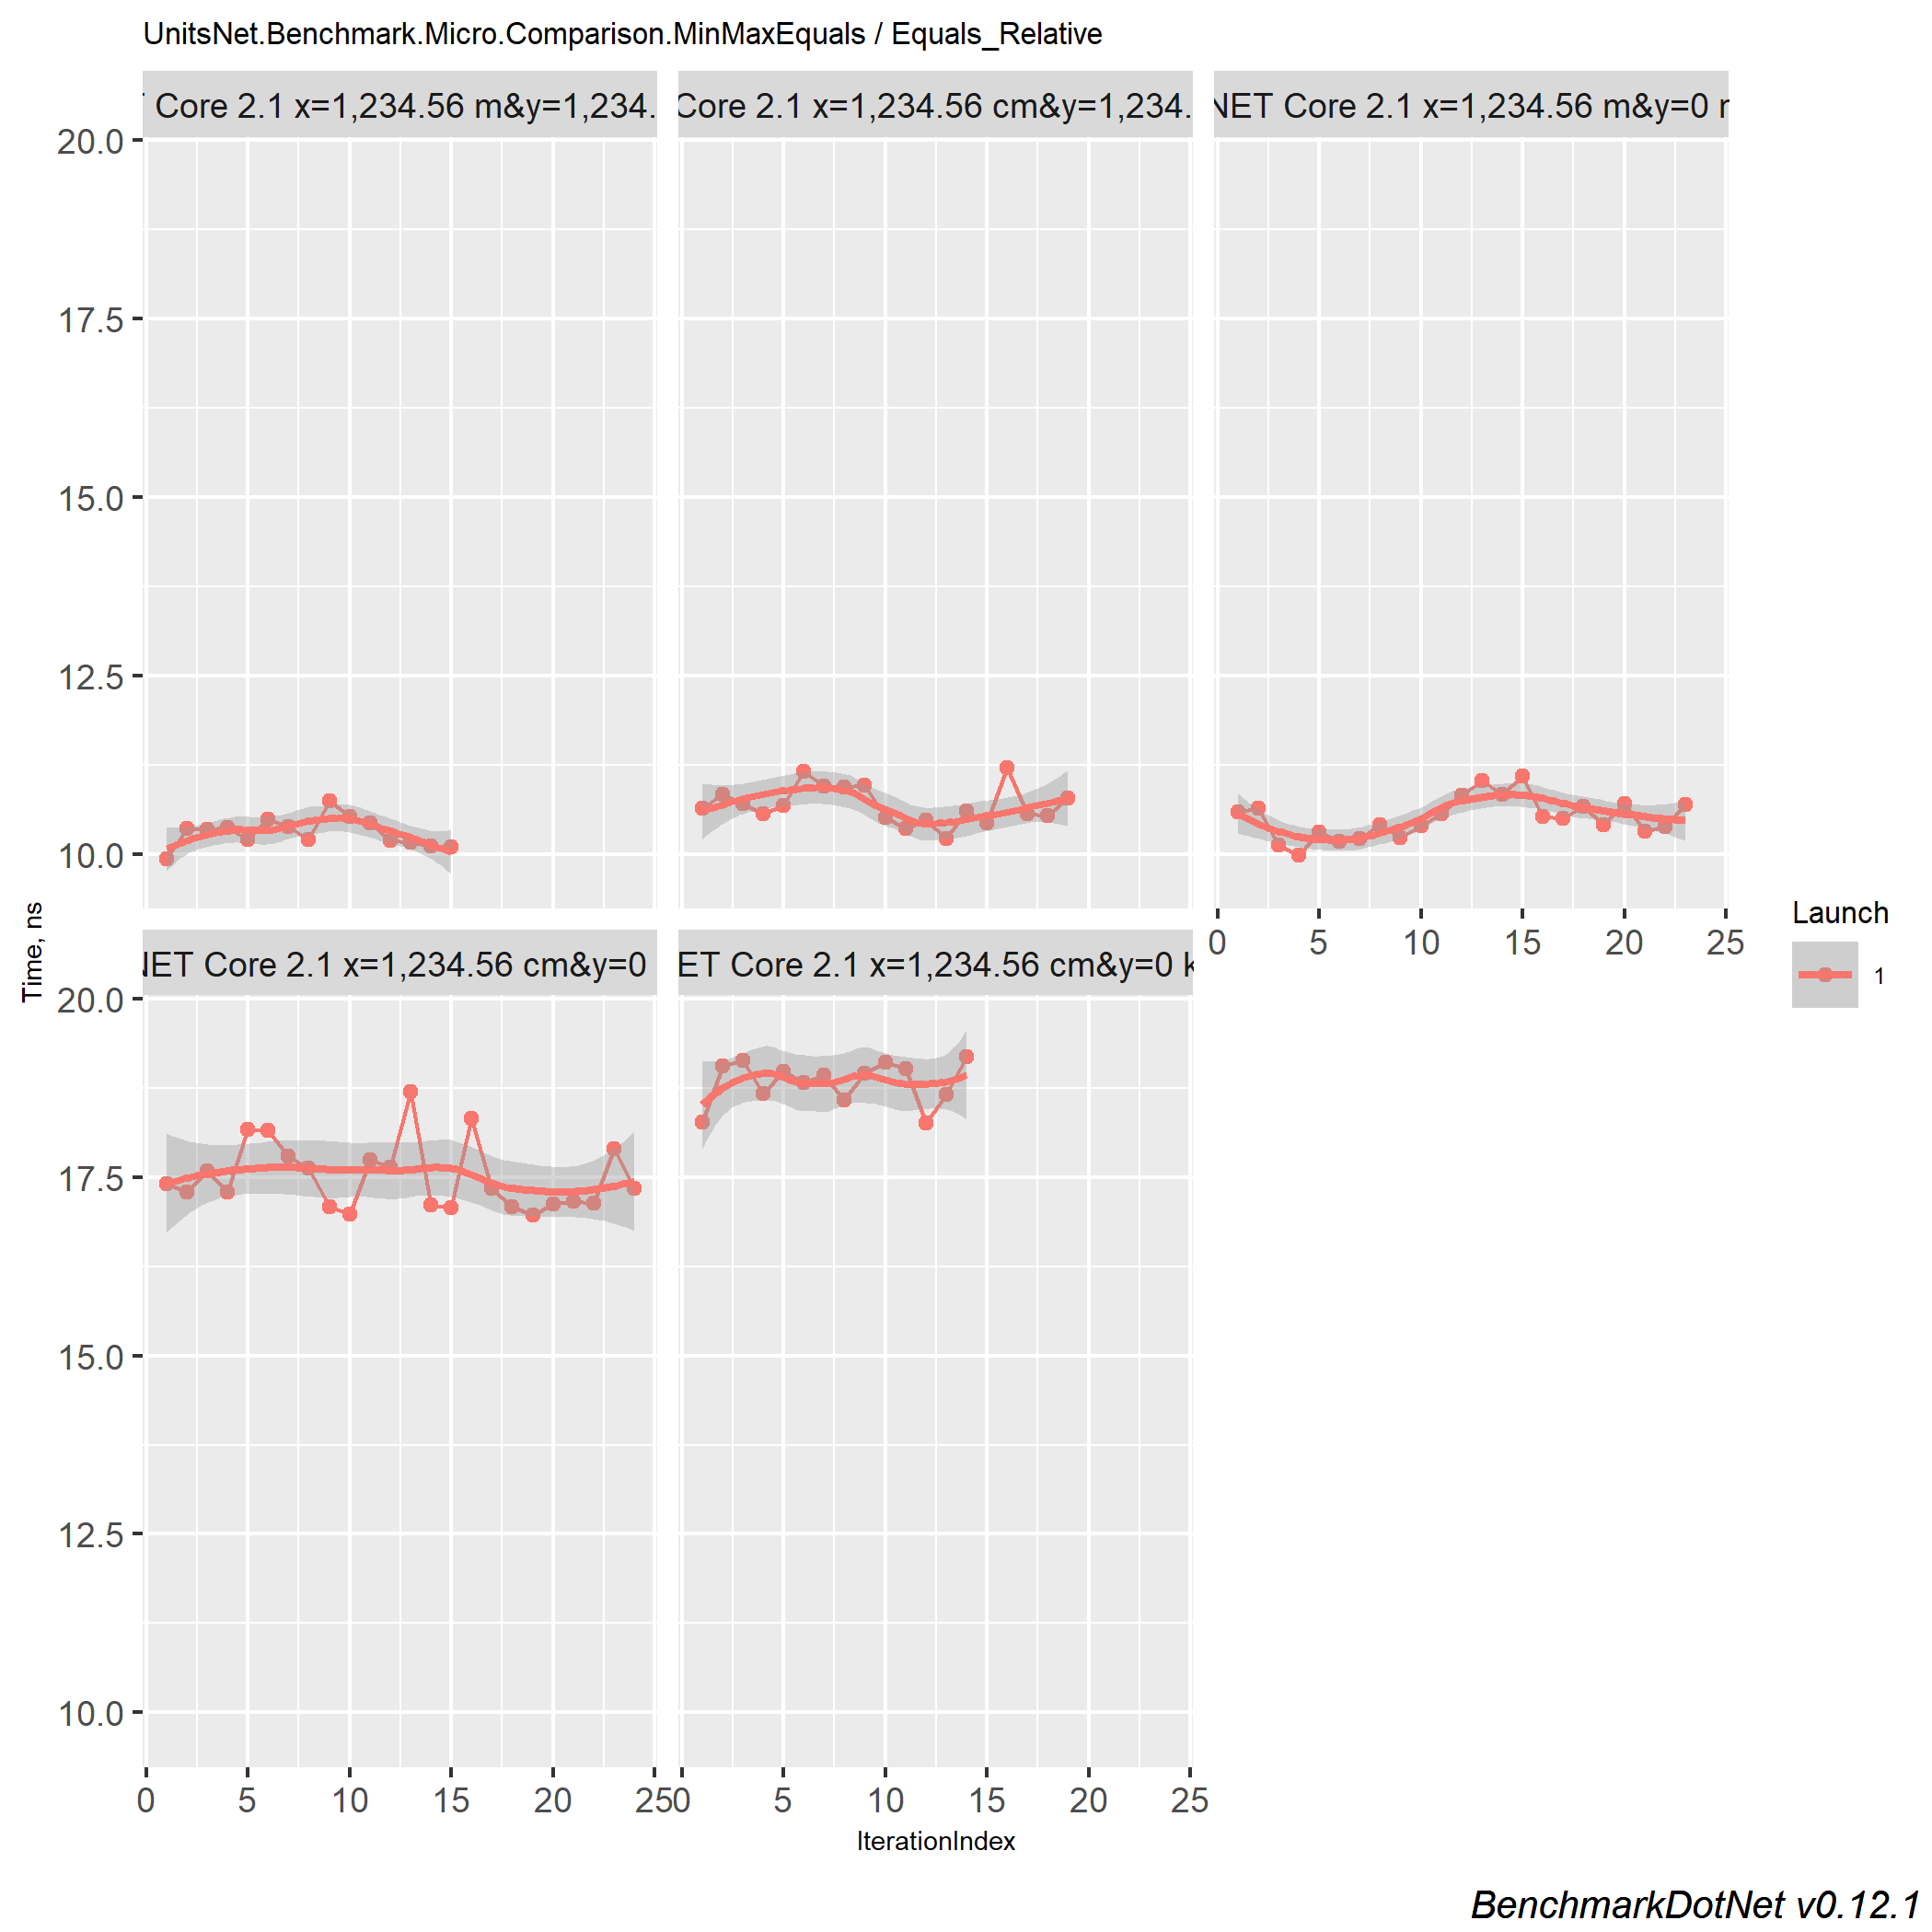 UnitsNet.Benchmark.Micro.Comparison.MinMaxEquals / Equals_Relative
Core 2.1 x=1,234.56 m&y=1,234.
Core 2.1 x=1,234.56 cm&y=1,234.
NET Core 2.1 x=1,234.56 m&y=0
20.0
17.5
15.0
12.5
10.0
0 5 10 15 20 25
Time, ns
Launch
1
NET Core 2.1 x=1,234.56 cm&y=0
ET Core 2.1 x=1,234.56 cm&y=0 k
20.0
17.5
15.0
12.5
10.0
0 5 10 15 20 25
0 5 10 15 20 25
IterationIndex
BenchmarkDotNet v0.12.1